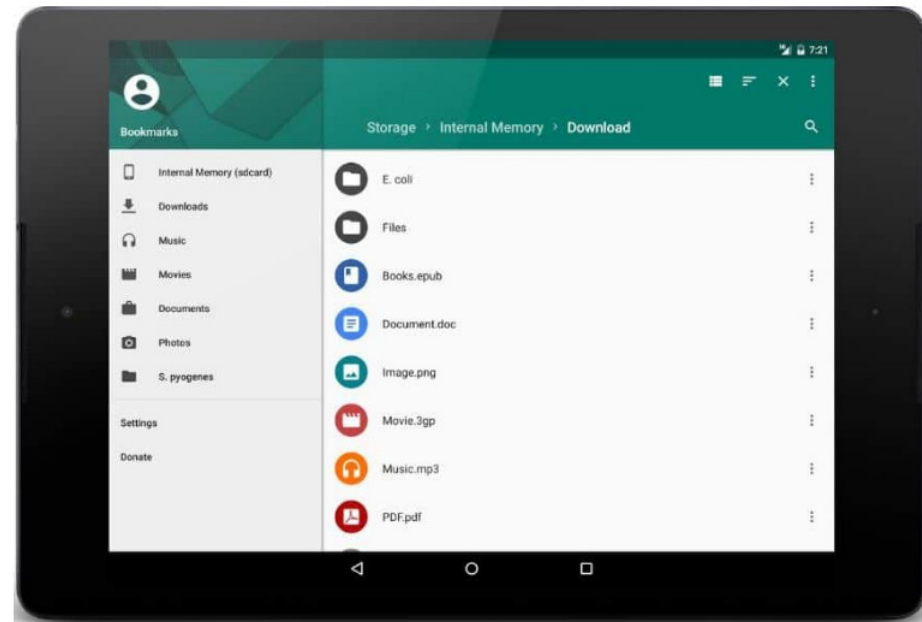 7:21
Bookmarks
Storage > Internal Memory > Download
Internal Memory (sdcard)
Downloads
Music
Movies
Documents
Photos
S. pyogenes
Settings
Donate
E. coli
Files
Books.epub
Document.doc
Image.png
Movie.3gp
Music.mp3
PDF.pdf